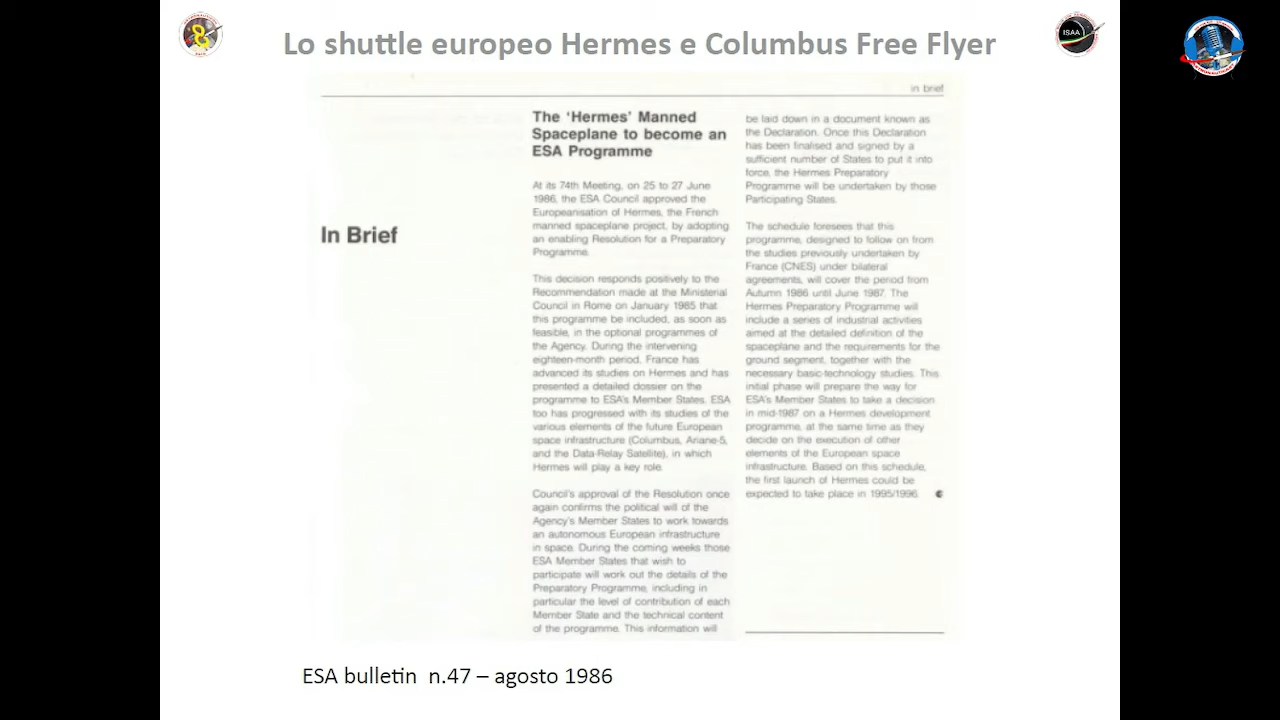 Lo shuttle europeo Hermes e Columbus Free Flyer
ISAA
in brief
In Brief
The 'Hermes' Manned
Spaceplane to become an
ESA Programme
At its 74th Meeting, on 25 to 27 June
1986, the ESA Council approved the
Europeanisation of Hermes, the French
manned spaceplane project, by adopting
an enabling Resolution for a Preparatory
Programme.
This decision responds positively to the
Recommendation made at the Ministerial
Council in Rome on January 1985 that
this programme be included, as soon as
feasible, in the optional programmes of
the Agency. During the intervening
eighteen-month period, France has
advanced its studies on Hermes and has
presented a detailed dossier on the
programme to ESA's Member States. ESA
too has progressed with its studies of the
various elements of the future European
space infrastructure (Columbus, Ariane-5,
and the Data-Relay Satellite), in which
Hermes will play a key role.
Council's approval of the Resolution once
again confirms the political will of the
Agency's Member States to work towards
an autonomous European infrastructure
in space. During the coming weeks those
ESA Member States that wish to
participate will work out the details of the
Preparatory Programme, including in
particular the level of contribution of each
Member State and the technical content
of the programme. This information will
be laid down in a document known as
the Declaration. Once this Declaration
has been finalised and signed by a
sufficient number of States to put it into
force, the Hermes Preparatory
Programme will be undertaken by those
Participating States.
The schedule foresees that this
programme, designed to follow on from
the studies previously undertaken by
France (CNES) under bilateral
agreements, will cover the period from
Autumn 1986 until June 1987. The
Hermes Preparatory Programme will
include a series of industrial activities
aimed at the detailed definition of the
spaceplane and the requirements for the
ground segment, together with the
necessary basic-technology studies. This
initial phase will prepare the way for
ESA's Member States to take a decision
in mid-1987 on a Hermes development
programme, at the same time as they
decide on the execution of other
elements of the European space
infrastructure. Based on this schedule,
the first launch of Hermes could be
expected to take place in 1995/1996.
ESA bulletin n.47 – agosto 1986